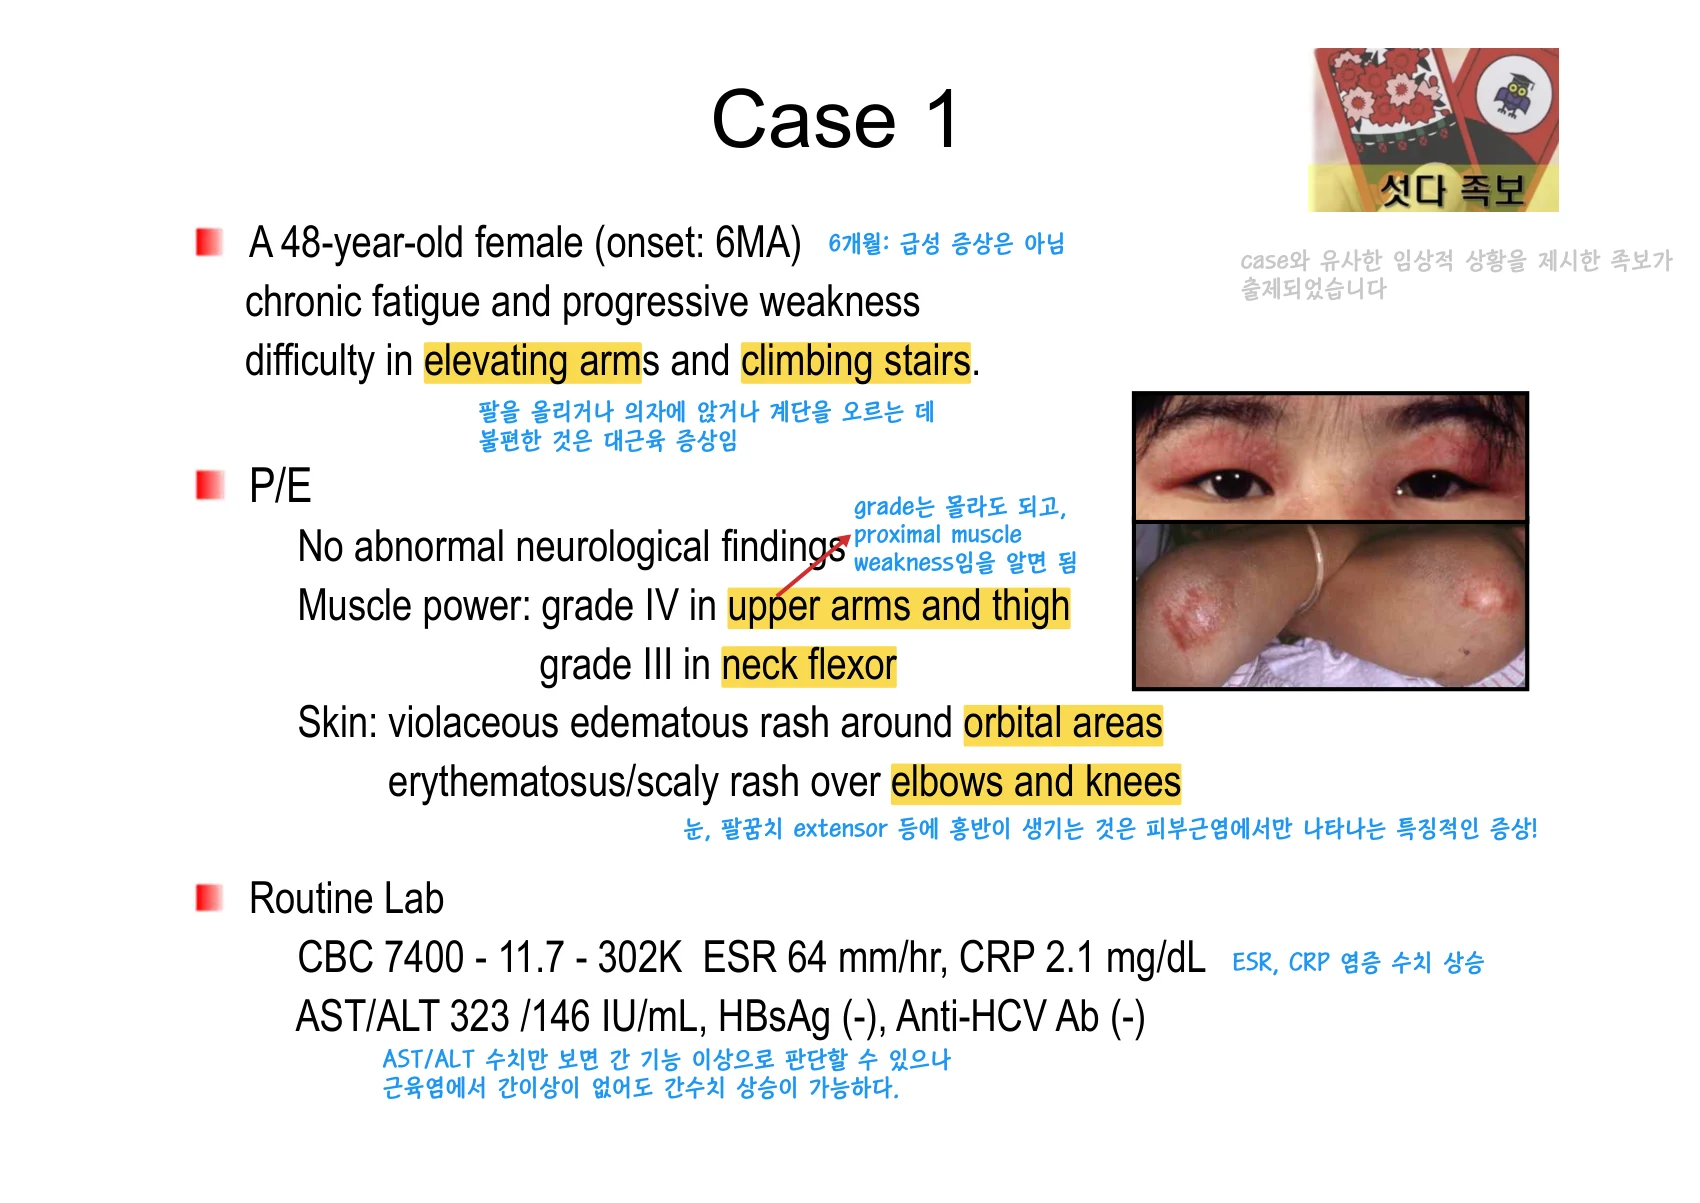 Case 1
섯다 족보
case와 유사한 임상적 상황을 제시한 족보가
출제되었습니다
A 48-year-old female (onset: 6MA) 6개월: 급성 증상은 아님
chronic fatigue and progressive weakness
difficulty in elevating arms and climbing stairs.
팔을 올리거나 의자에 앉거나 계단을 오르는 데
불편한 것은 대근육 증상임
P/E
grade는 몰라도 되고,
proximal muscle
weakness임을 알면 됨
No abnormal neurological findings
Muscle power: grade IV in upper arms and thigh
grade III in neck flexor
Skin: violaceous edematous rash around orbital areas
erythematosus/scaly rash over elbows and knees
눈, 팔꿈치 extensor 등에 홍반이 생기는 것은 피부근염에서만 나타나는 특징적인 증상!
Routine Lab
CBC 7400 - 11.7 - 302K ESR 64 mm/hr, CRP 2.1 mg/dL ESR, CRP 염증 수치 상승
AST/ALT 323 /146 IU/mL, HBsAg (-), Anti-HCV Ab (-)
AST/ALT 수치만 보면 간 기능 이상으로 판단할 수 있으나
근육염에서 간이상이 없어도 간수치 상승이 가능하다.